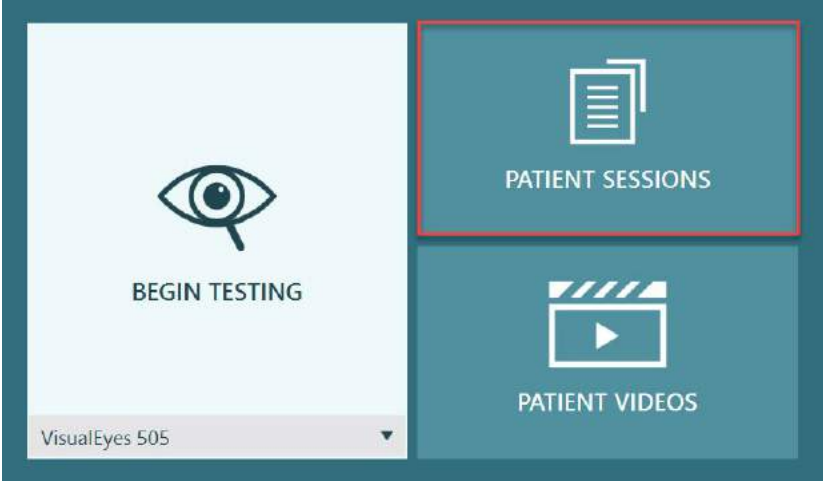 BEGIN TESTING
VisualEyes 505
PATIENT SESSIONS
PATIENT VIDEOS